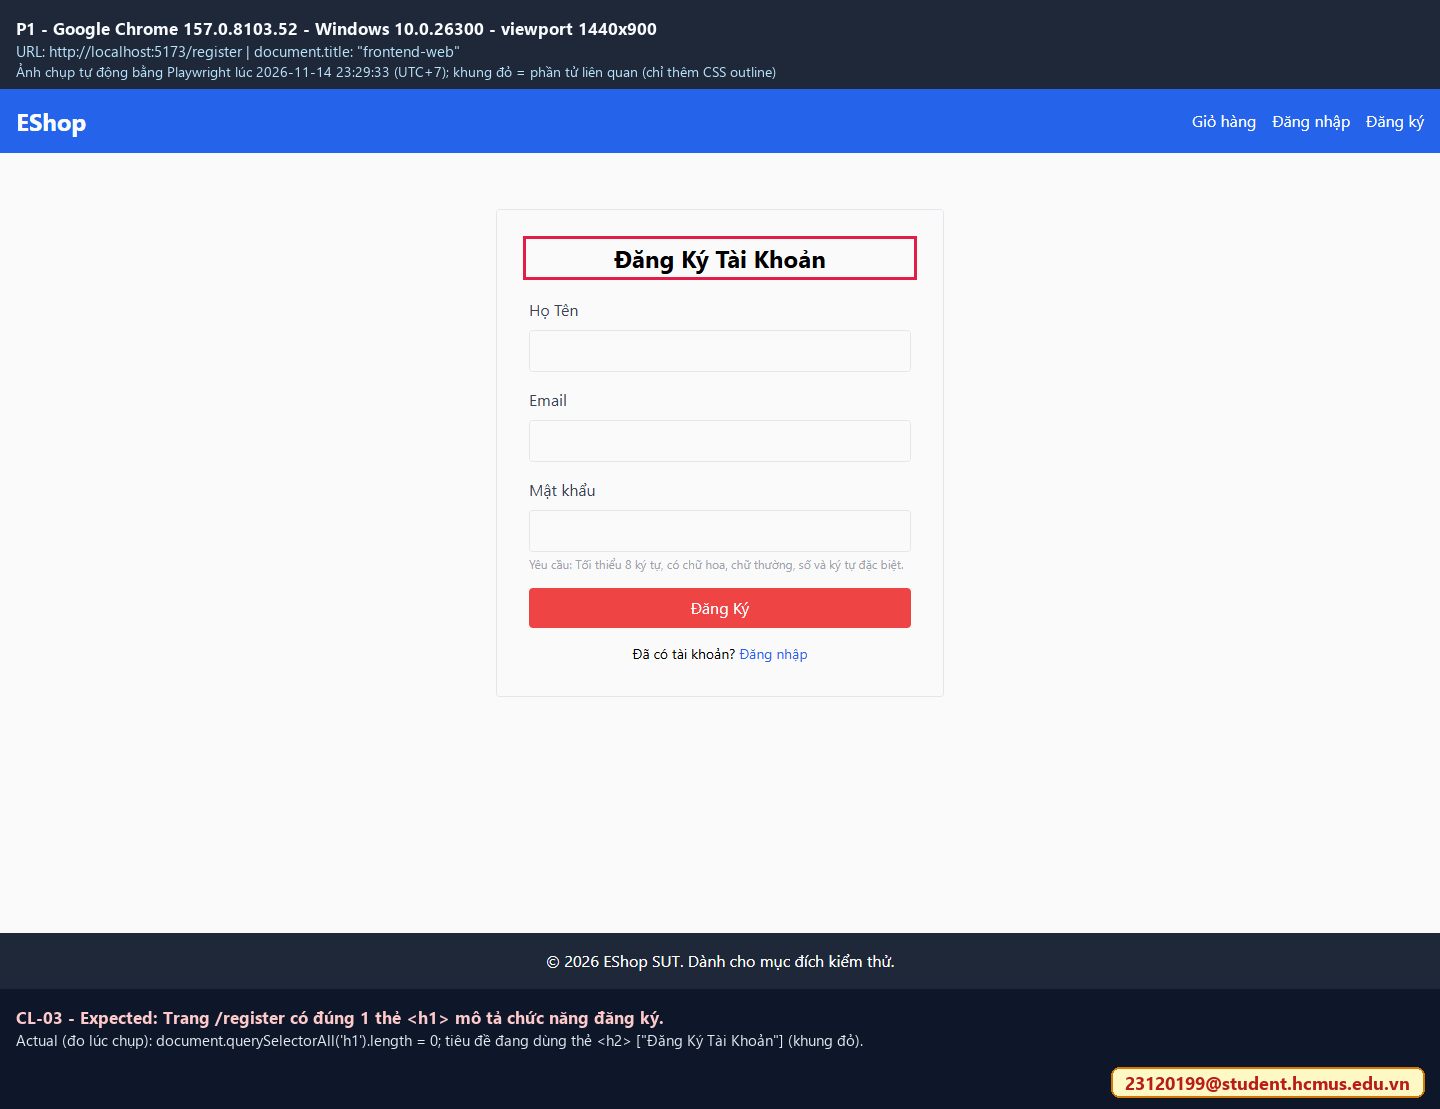 P1 - Google Chrome 157.0.8103.52 - Windows 10.0.26300 - viewport 1440x900
URL: http://localhost:5173/register | document.title: "frontend-web"
Ảnh chụp tự động bằng Playwright lúc 2026-11-14 23:29:33 (UTC+7); khung đỏ = phần tử liên quan (chỉ thêm CSS outline)
EShop
Giỏ hàng Đăng nhập Đăng ký
Đăng Ký Tài Khoản
Họ Tên
Email
Mật khẩu
Yêu cầu: Tối thiểu 8 ký tự, có chữ hoa, chữ thường, số và ký tự đặc biệt.
Đăng Ký
Đã có tài khoản? Đăng nhập
© 2026 EShop SUT. Dành cho mục đích kiểm thử.
CL-03 - Expected: Trang /register có đúng 1 thẻ <h1> mô tả chức năng đăng ký.
Actual (đo lúc chụp): document.querySelectorAll('h1').length = 0; tiêu đề đang dùng thẻ <h2> ["Đăng Ký Tài Khoản"] (khung đỏ).
23120199@student.hcmus.edu.vn